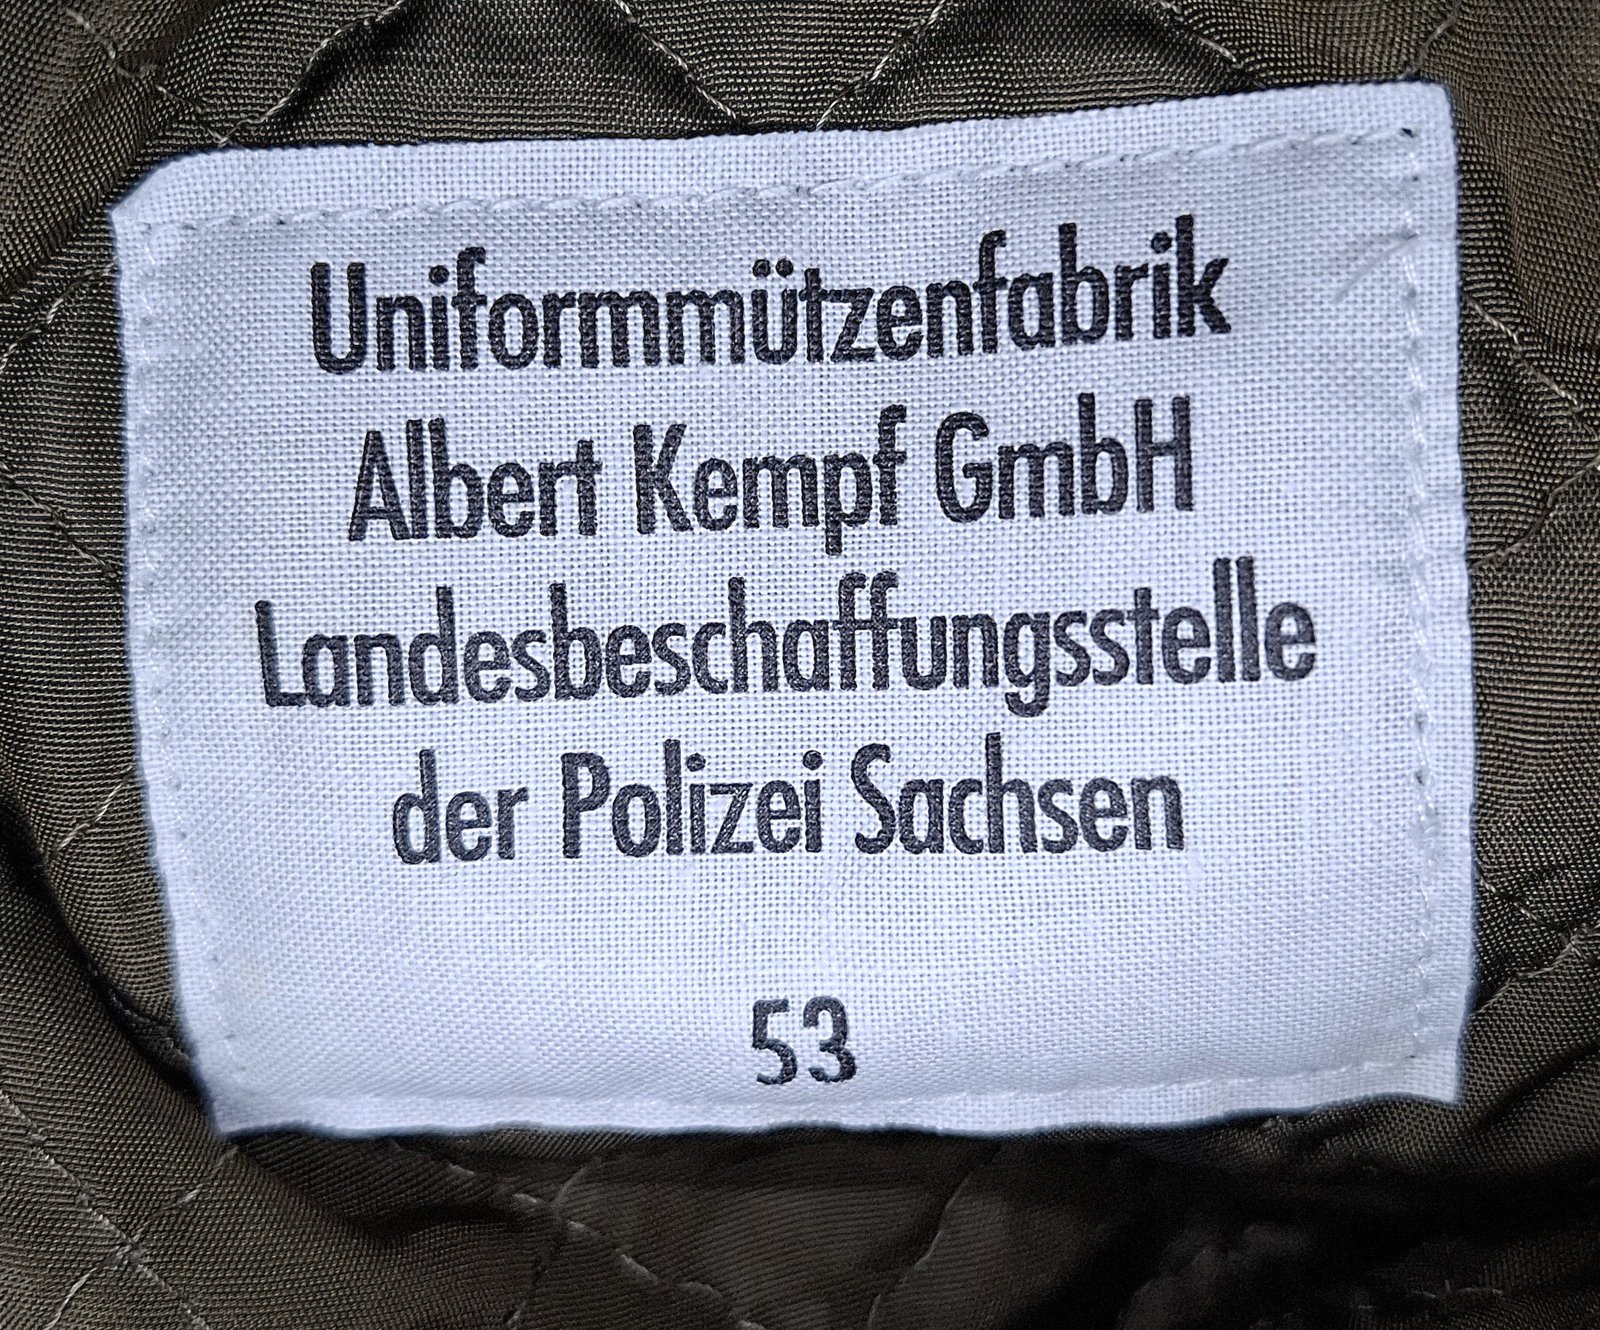 Uniformmützenfabrik
Albert Kempf GmbH
Landesbeschaffungsstelle
der Polizei Sachsen
53